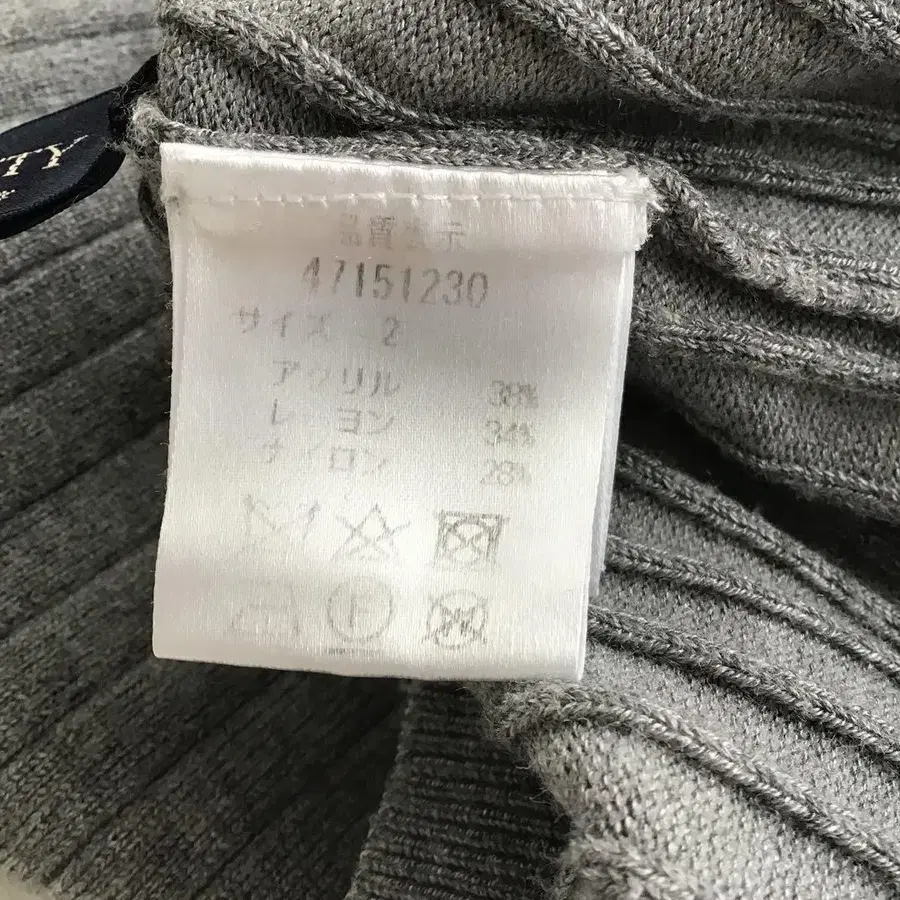 TY
品質表示
47151230
サイズ 2
アクリル 38%
レーヨン 34%
ナイロン 28%
F